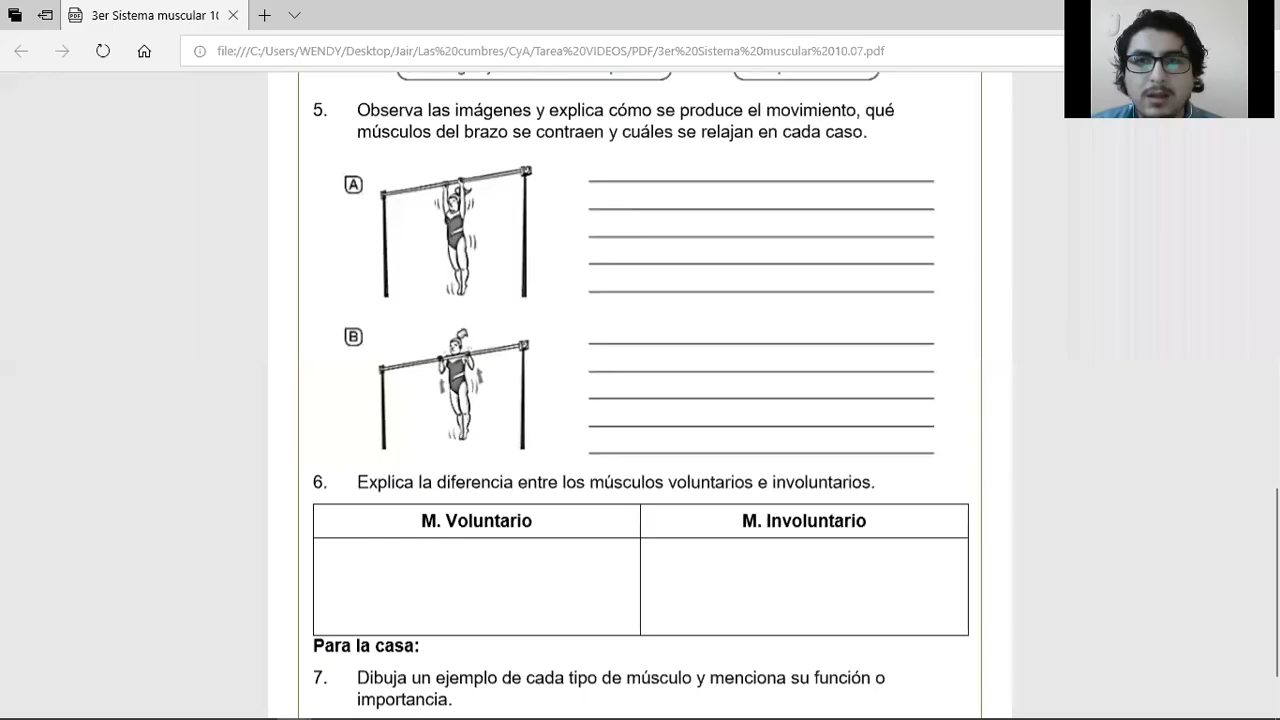 3er Sistema muscular 10
file:///C:/Users/WENDY/Desktop/Jair/Las%20cumbres/CyA/Tarea%20VIDEOS/PDF/3er%20Sistema%20muscular%2010.07.pdf
5. Observa las imágenes y explica cómo se produce el movimiento, qué
músculos del brazo se contraen y cuáles se relajan en cada caso.
A
B
6. Explica la diferencia entre los músculos voluntarios e involuntarios.
M. Voluntario
M. Involuntario
Para la casa:
7. Dibuja un ejemplo de cada tipo de músculo y menciona su función o
importancia.